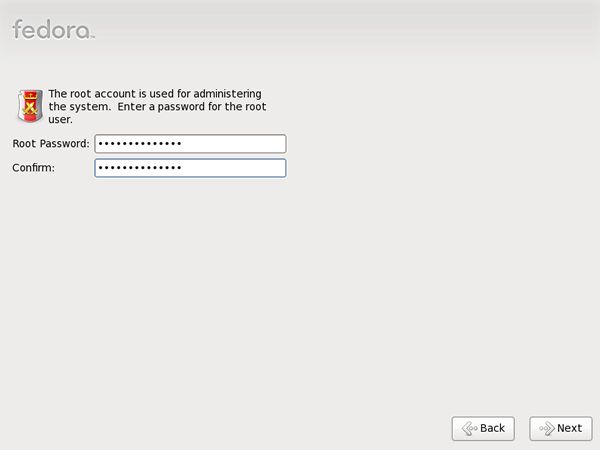 fedora™
The root account is used for administering
the system.  Enter a password for the root
user.
Root Password: ••••••••••••••
Confirm: ••••••••••••••
Back Next